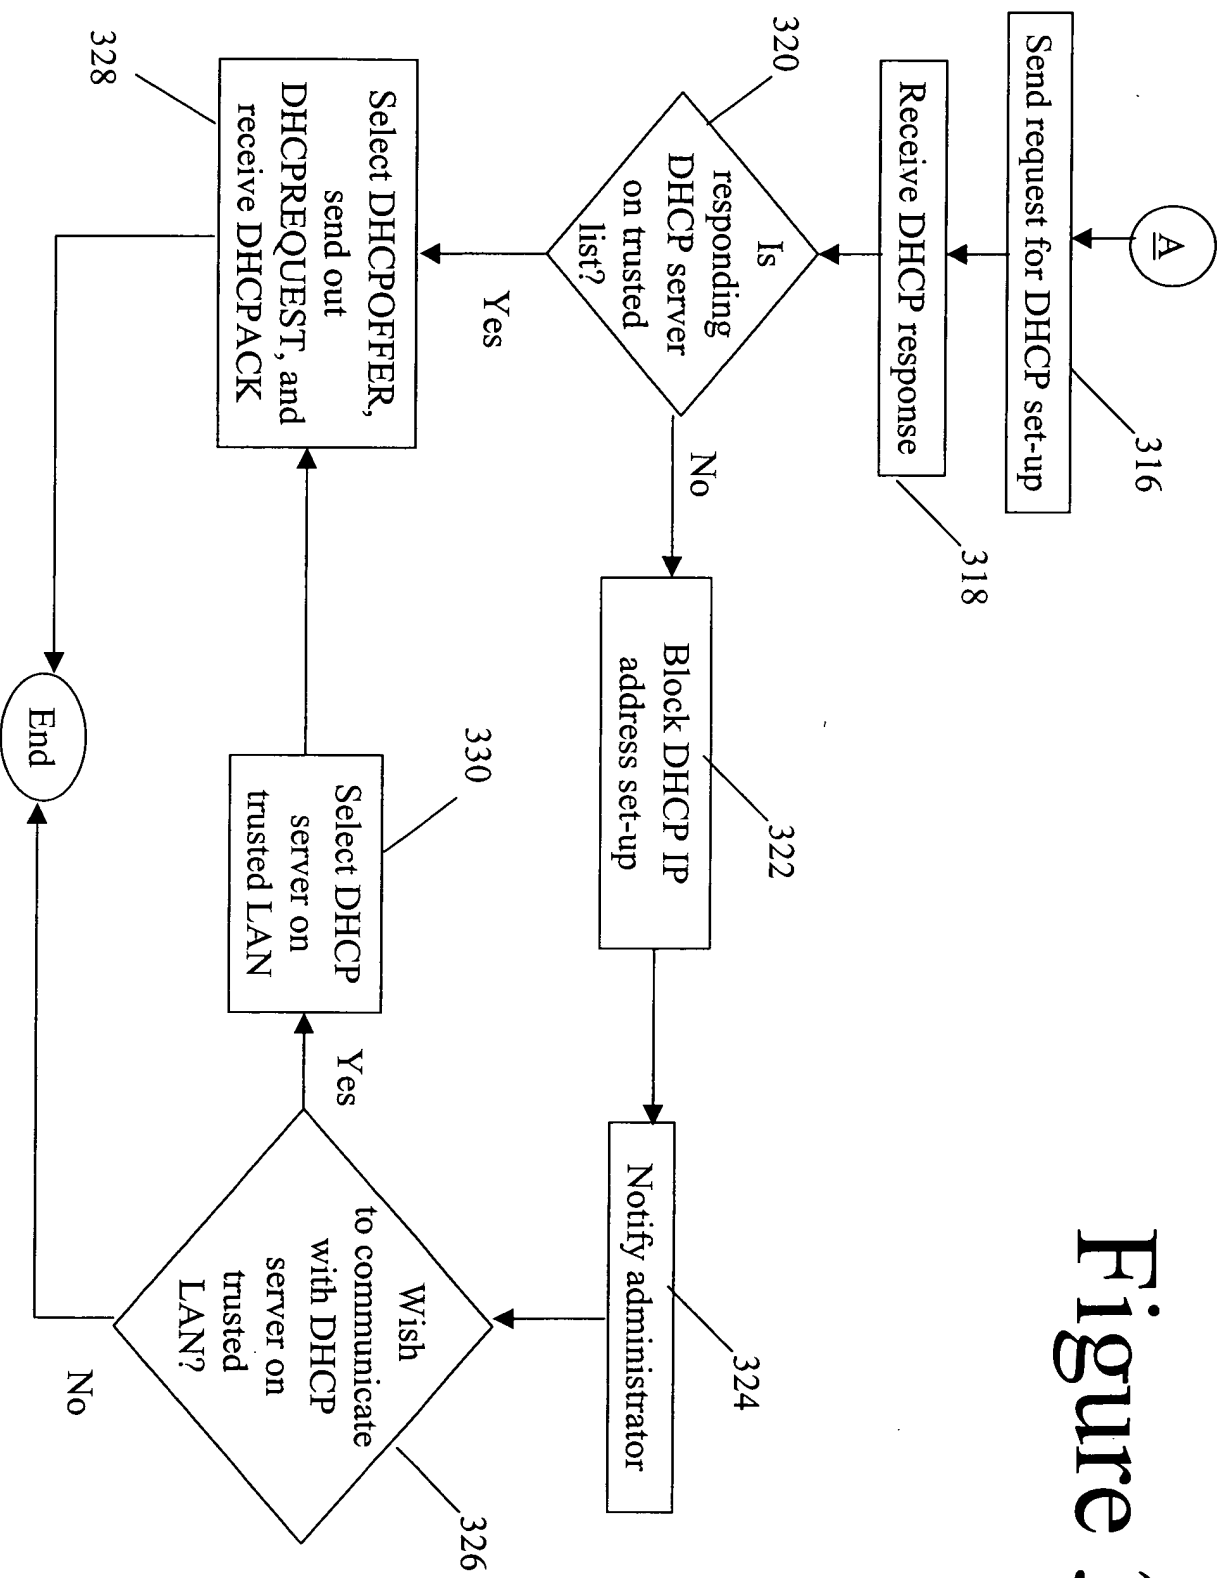 Figure
A
Send request for DHCP set-up
316
Receive DHCP response
318
320
Is
responding
DHCP server
on trusted
list?
No
Yes
Block DHCP IP
address set-up
322
Notify administrator
324
Wish
to communicate
with DHCP
server on
trusted
LAN?
326
Yes
No
330
Select DHCP
server on
trusted LAN
328
Select DHCPOFFER,
send out
DHCPREQUEST, and
receive DHCPACK
End